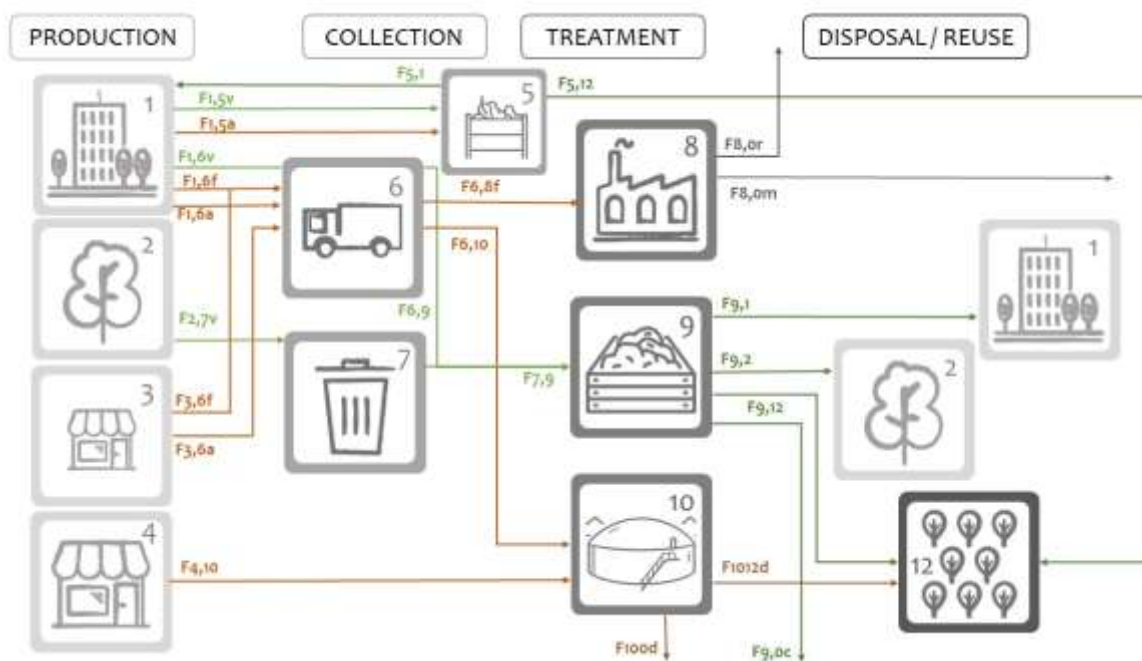 PRODUCTION
COLLECTION
TREATMENT
DISPOSAL / REUSE
1
F5,1
F1,5v
F1,5a
F1,6v
F1,6f
F1,6a
5
F5,12
6
F6,8f
F6,10
8
F8,0r
F8,0m
2
F2,7v
F6,9
7
F7,9
9
F9,1
F9,2
F9,12
1
2
3
F3,6f
F3,6a
4
F4,10
10
F1012d
F100d
F9,0c
12